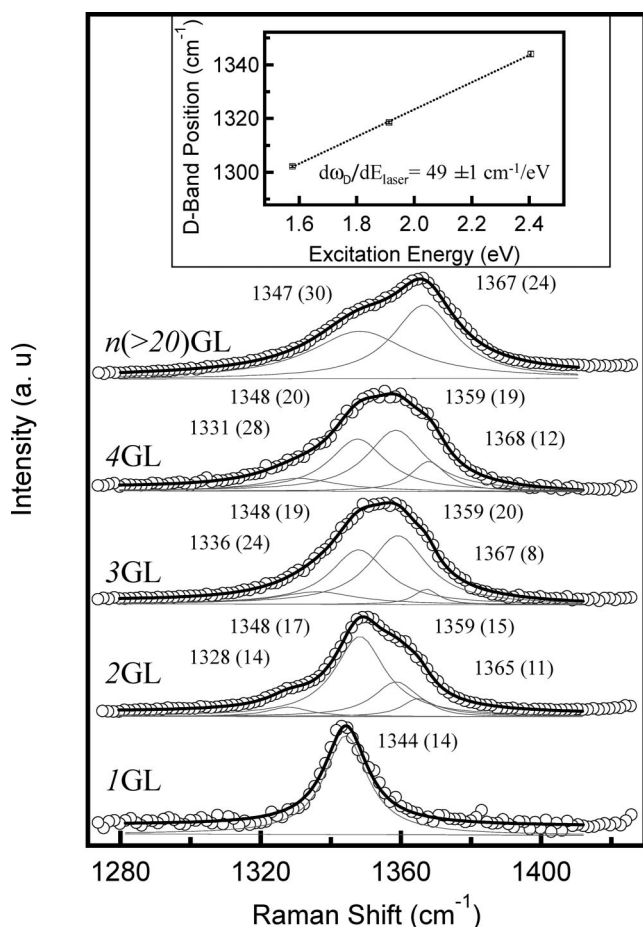 D-Band Position (cm⁻¹)
1340
1320
1300
dω_D/dE_laser= 49 ±1 cm⁻¹/eV
1.6 1.8 2.0 2.2 2.4
Excitation Energy (eV)
Intensity (a. u)
1347 (30) 1367 (24)
n(>20)GL
1348 (20) 1359 (19)
1331 (28) 1368 (12)
4GL
1348 (19) 1359 (20)
1336 (24) 1367 (8)
3GL
1348 (17) 1359 (15)
1328 (14) 1365 (11)
2GL
1344 (14)
1GL
1280 1320 1360 1400
Raman Shift (cm⁻¹)